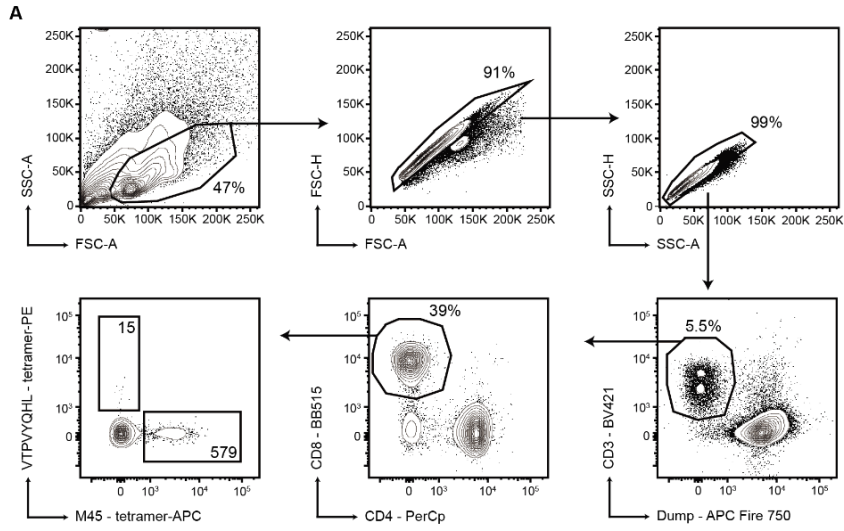 A
250K
200K
150K
100K
50K
0
0 50K 100K 150K 200K 250K
SSC-A
FSC-A
47%
250K
200K
150K
100K
50K
0
0 50K 100K 150K 200K 250K
FSC-H
FSC-A
91%
250K
200K
150K
100K
50K
0
0 50K 100K 150K 200K 250K
SSC-H
SSC-A
99%
10⁵
10⁴
10³
0
0 10³ 10⁴ 10⁵
VTPVYQHL - tetramer-PE
M45 - tetramer-APC
15
579
10⁵
10⁴
10³
0
0 10³ 10⁴ 10⁵
CD8 - BB515
CD4 - PerCp
39%
10⁵
10⁴
10³
0
0 10³ 10⁴ 10⁵
CD3 - BV421
Dump - APC Fire 750
5.5%